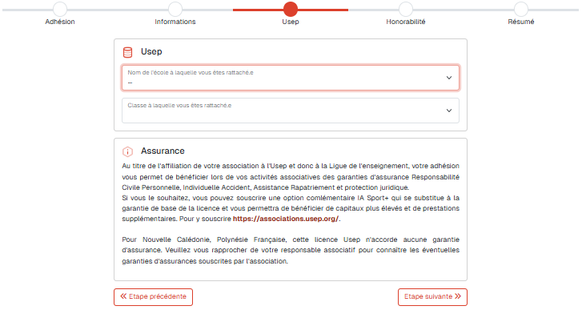 Adhésion Informations Usep Honorabilité Résumé
Usep
Nom de l'école à laquelle vous êtes rattaché.e
--
Classe à laquelle vous êtes rattaché.e
Assurance
Au titre de l'affiliation de votre association à l'Usep et donc à la Ligue de l'enseignement, votre adhésion
vous permet de bénéficier lors de vos activités associatives des garanties d'assurance Responsabilité
Civile Personnelle, Individuelle Accident, Assistance Rapatriement et protection juridique.
Si vous le souhaitez, vous pouvez souscrire une option comlémentaire IA Sport+ qui se substitue à la
garantie de base de la licence et vous permettra de bénéficier de capitaux plus élevés et de prestations
supplémentaires. Pour y souscrire https://associations.usep.org/.
Pour Nouvelle Calédonie, Polynésie Française, cette licence Usep n'accorde aucune garantie
d'assurance. Veuillez vous rapprocher de votre responsable associatif pour connaître les éventuelles
garanties d'assurances souscrites par l'association.
Etape précédente Etape suivante